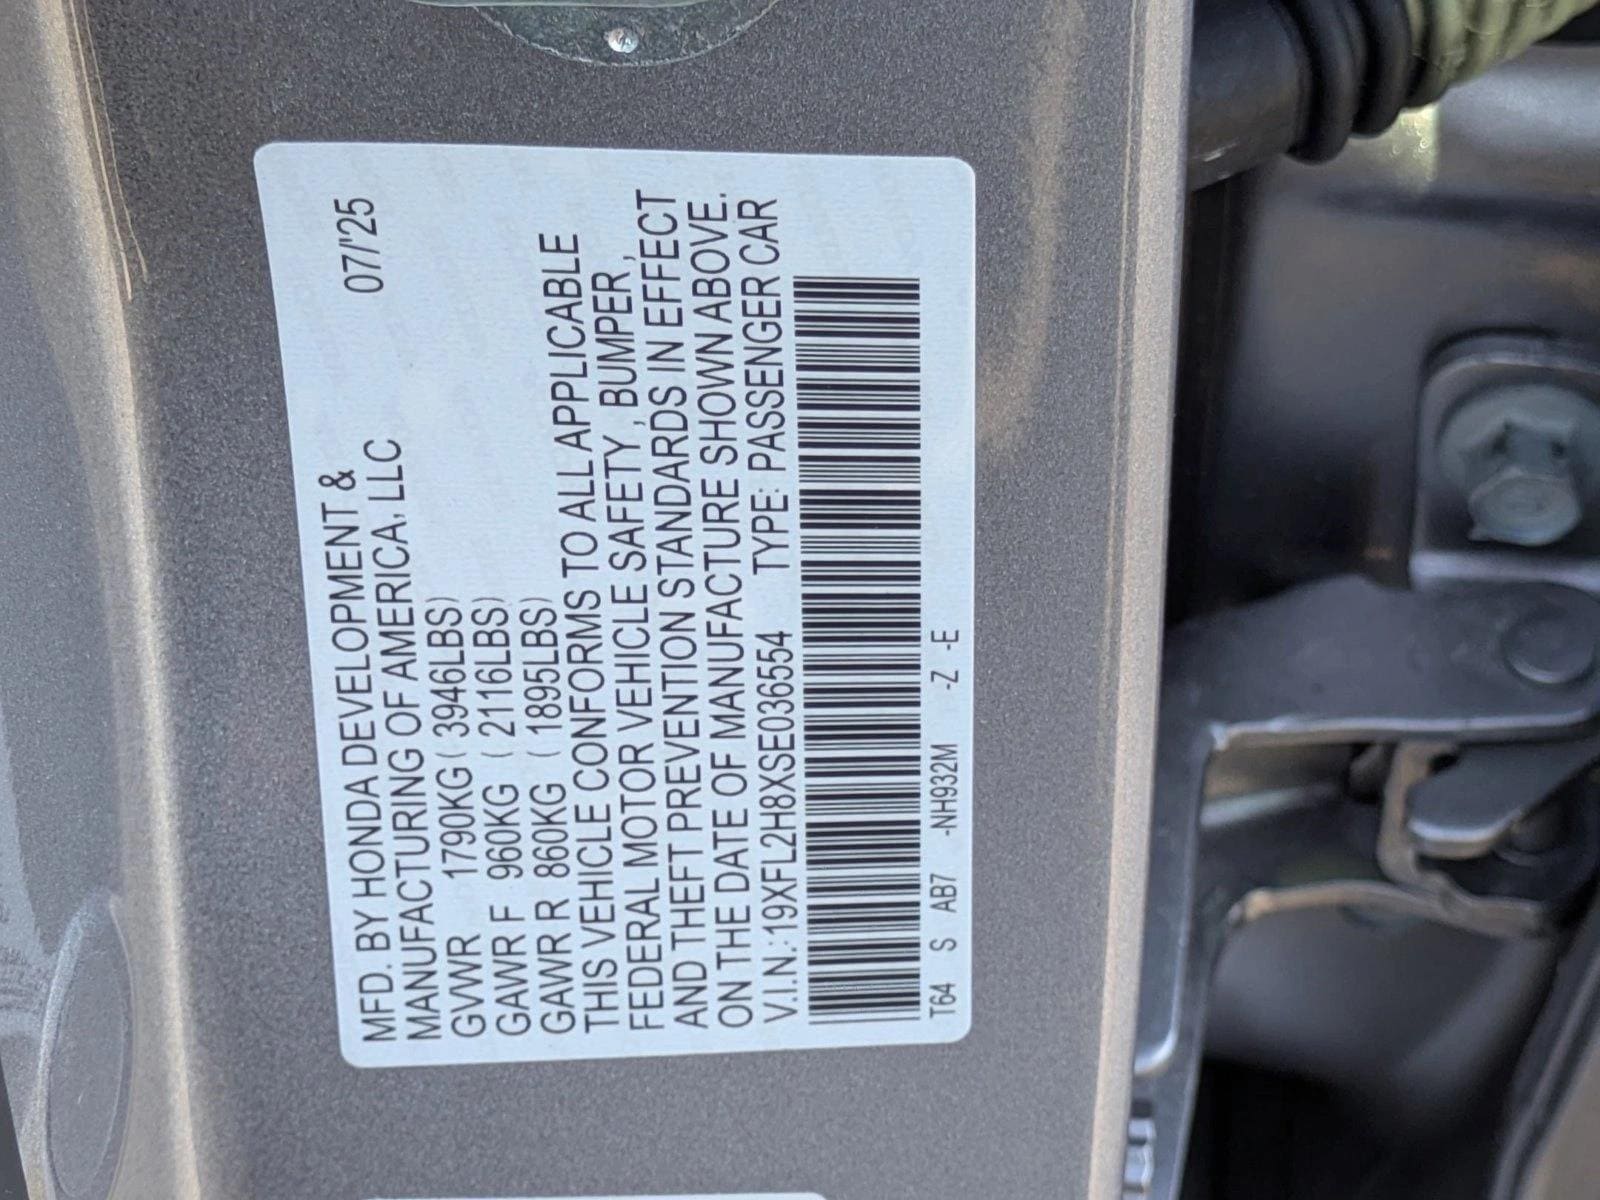 MFD. BY HONDA DEVELOPMENT &
MANUFACTURING OF AMERICA, LLC 07/'25
GVWR 1790KG ( 3946LBS)
GAWR F 960KG ( 2116LBS)
GAWR R 860KG ( 1895LBS)
THIS VEHICLE CONFORMS TO ALL APPLICABLE
FEDERAL MOTOR VEHICLE SAFETY , BUMPER ,
AND THEFT PREVENTION STANDARDS IN EFFECT
ON THE DATE OF MANUFACTURE SHOWN ABOVE.
V.I.N.: 19XFL2H8XSE036554 TYPE: PASSENGER CAR
T64 S AB7 -NH932M -Z -E